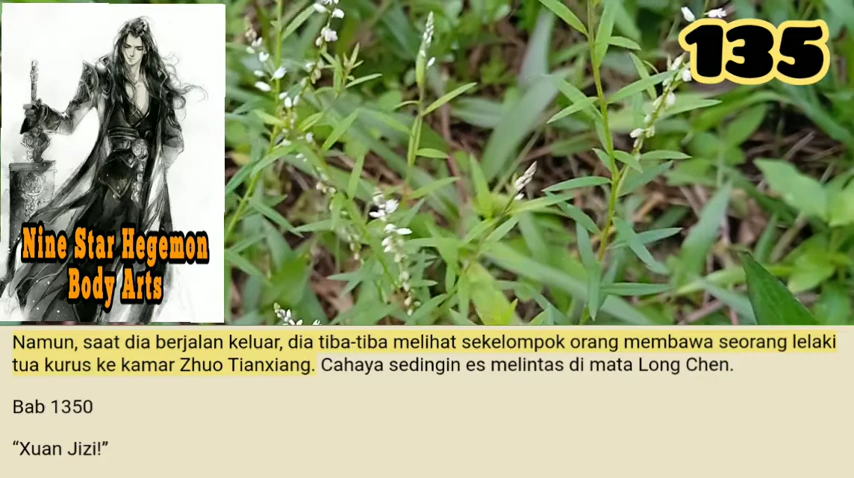 135
Nine Star Hegemon
Body Arts
Namun, saat dia berjalan keluar, dia tiba-tiba melihat sekelompok orang membawa seorang lelaki
tua kurus ke kamar Zhuo Tianxiang. Cahaya sedingin es melintas di mata Long Chen.
Bab 1350
“Xuan Jizi!”